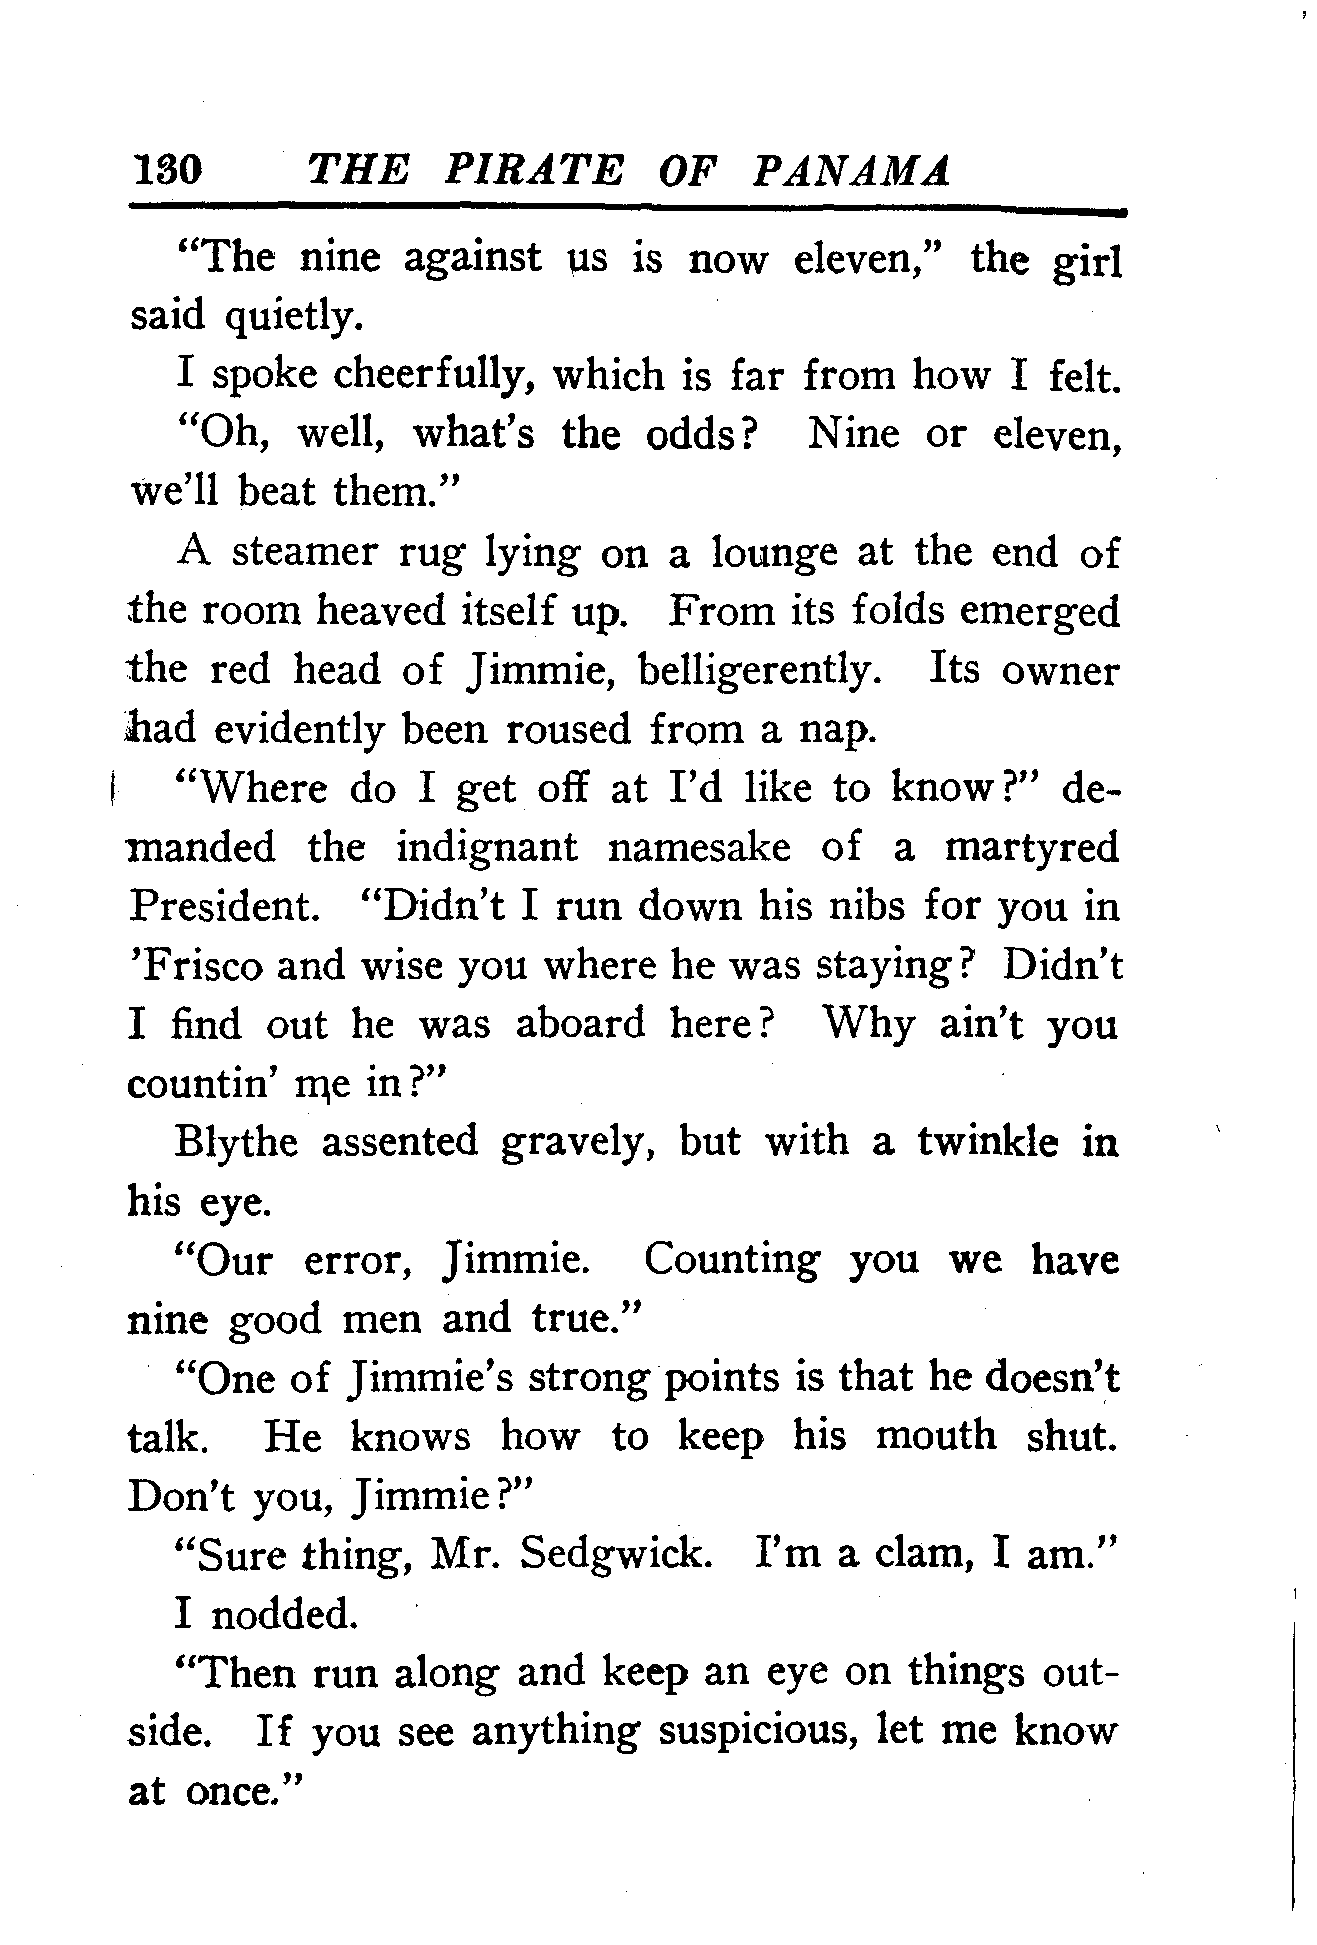 130 THE PIRATE OF PANAMA
“The nine against us is now eleven,” the girl
said quietly.
I spoke cheerfully, which is far from how I felt.
“Oh, well, what’s the odds? Nine or eleven,
we’ll beat them.”
A steamer rug lying on a lounge at the end of
the room heaved itself up. From its folds emerged
the red head of Jimmie, belligerently. Its owner
had evidently been roused from a nap.
“Where do I get off at I’d like to know?” de-
manded the indignant namesake of a martyred
President. “Didn’t I run down his nibs for you in
’Frisco and wise you where he was staying? Didn’t
I find out he was aboard here? Why ain’t you
countin’ me in?”
Blythe assented gravely, but with a twinkle in
his eye.
“Our error, Jimmie. Counting you we have
nine good men and true.”
“One of Jimmie’s strong points is that he doesn’t
talk. He knows how to keep his mouth shut.
Don’t you, Jimmie?”
“Sure thing, Mr. Sedgwick. I’m a clam, I am.”
I nodded.
“Then run along and keep an eye on things out-
side. If you see anything suspicious, let me know
at once.”